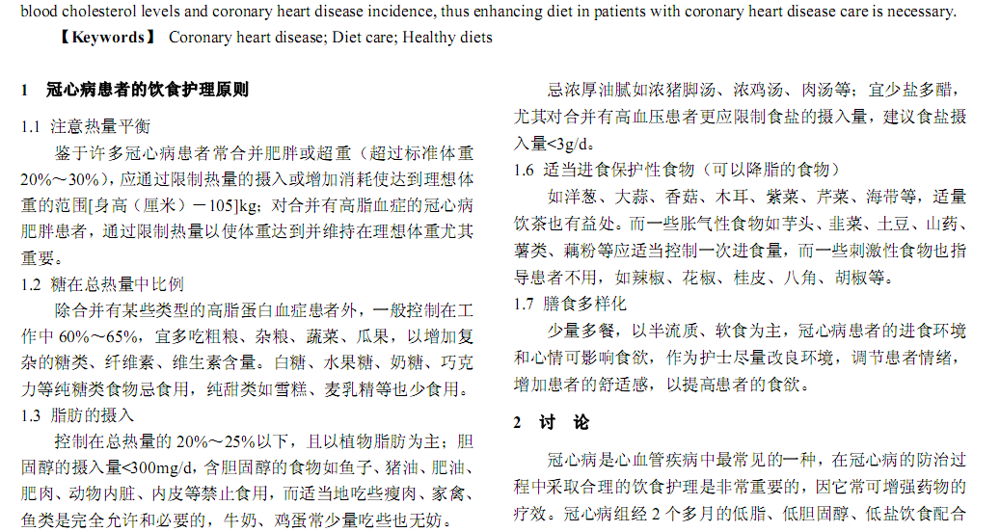 blood cholesterol levels and coronary heart disease incidence, thus enhancing diet in patients with coronary heart disease care is necessary.
【Keywords】 Coronary heart disease; Diet care; Healthy diets
1 冠心病患者的饮食护理原则
1.1 注意热量平衡
鉴于许多冠心病患者常合并肥胖或超重（超过标准体重
20%～30%），应通过限制热量的摄入或增加消耗使达到理想体
重的范围[身高（厘米）－105]kg；对合并有高脂血症的冠心病
肥胖患者，通过限制热量以使体重达到并维持在理想体重尤其
重要。
1.2 糖在总热量中比例
除合并有某些类型的高脂蛋白血症患者外，一般控制在工
作中 60%～65%，宜多吃粗粮、杂粮、蔬菜、瓜果，以增加复
杂的糖类、纤维素、维生素含量。白糖、水果糖、奶糖、巧克
力等纯糖类食物忌食用，纯甜类如雪糕、麦乳精等也少食用。
1.3 脂肪的摄入
控制在总热量的 20%～25%以下，且以植物脂肪为主；胆
固醇的摄入量<300mg/d，含胆固醇的食物如鱼子、猪油、肥油、
肥肉、动物内脏、内皮等禁止食用，而适当地吃些瘦肉、家禽、
鱼类是完全允许和必要的，牛奶、鸡蛋常少量吃些也无妨。
忌浓厚油腻如浓猪脚汤、浓鸡汤、肉汤等；宜少盐多醋，
尤其对合并有高血压患者更应限制食盐的摄入量，建议食盐摄
入量<3g/d。
1.6 适当进食保护性食物（可以降脂的食物）
如洋葱、大蒜、香菇、木耳、紫菜、芹菜、海带等，适量
饮茶也有益处。而一些胀气性食物如芋头、韭菜、土豆、山药、
薯类、藕粉等应适当控制一次进食量，而一些刺激性食物也指
导患者不用，如辣椒、花椒、桂皮、八角、胡椒等。
1.7 膳食多样化
少量多餐，以半流质、软食为主，冠心病患者的进食环境
和心情可影响食欲，作为护士尽量改良环境，调节患者情绪，
增加患者的舒适感，以提高患者的食欲。
2 讨 论
冠心病是心血管疾病中最常见的一种，在冠心病的防治过
程中采取合理的饮食护理是非常重要的，因它常可增强药物的
疗效。冠心病组经 2 个多月的低脂、低胆固醇、低盐饮食配合